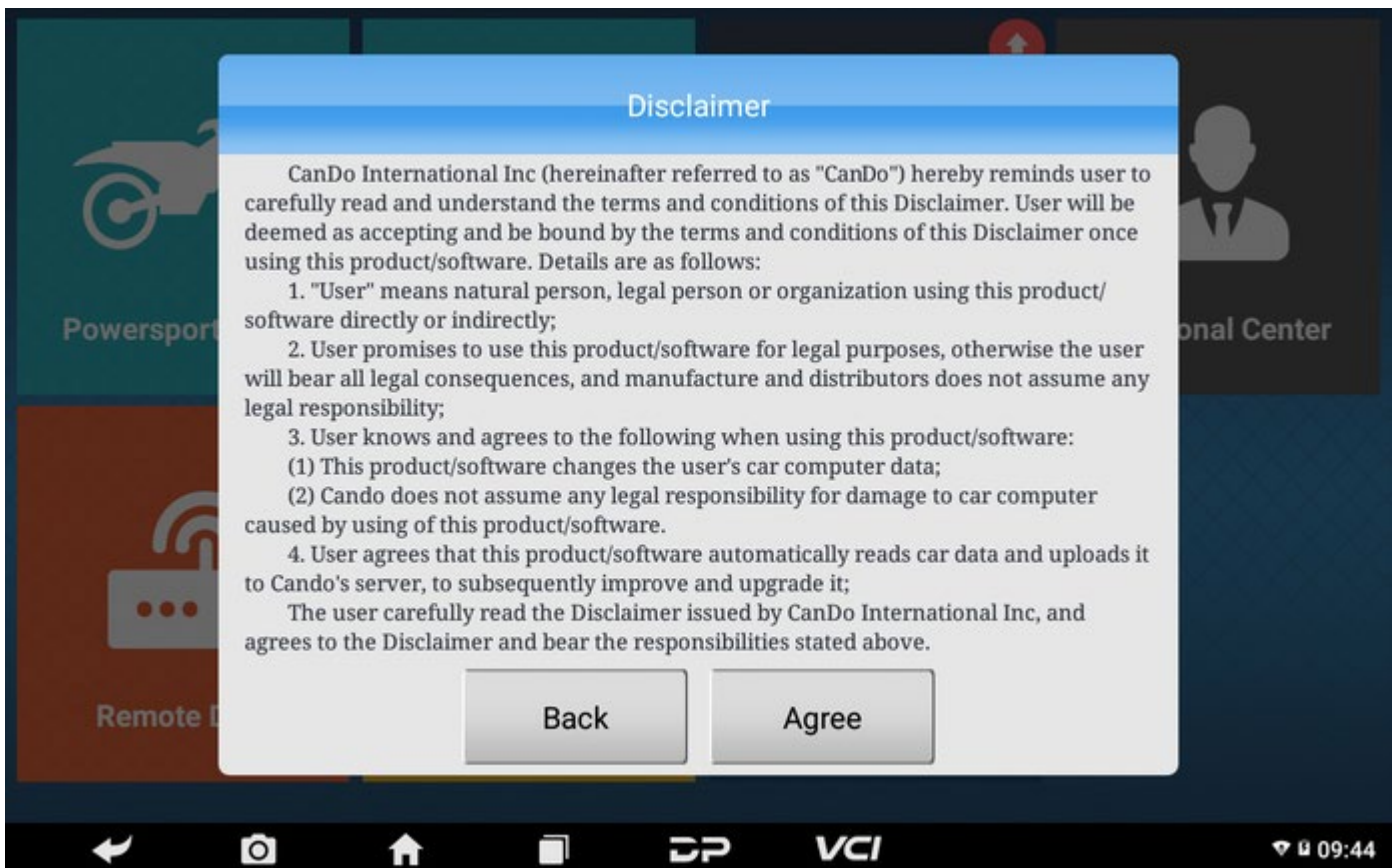 Disclaimer
CanDo International Inc (hereinafter referred to as "CanDo") hereby reminds user to
carefully read and understand the terms and conditions of this Disclaimer. User will be
deemed as accepting and be bound by the terms and conditions of this Disclaimer once
using this product/software. Details are as follows:
1. "User" means natural person, legal person or organization using this product/
software directly or indirectly;
2. User promises to use this product/software for legal purposes, otherwise the user
will bear all legal consequences, and manufacture and distributors does not assume any
legal responsibility;
3. User knows and agrees to the following when using this product/software:
(1) This product/software changes the user's car computer data;
(2) Cando does not assume any legal responsibility for damage to car computer
caused by using of this product/software.
4. User agrees that this product/software automatically reads car data and uploads it
to Cando's server, to subsequently improve and upgrade it;
The user carefully read the Disclaimer issued by CanDo International Inc, and
agrees to the Disclaimer and bear the responsibilities stated above.
Back
Agree
Powersport
onal Center
Remote
DP
VCI
09:44